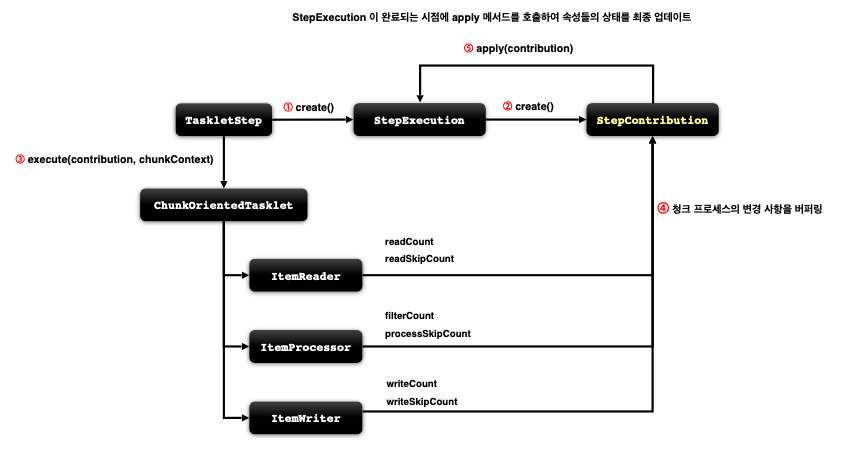 StepExecution 이 완료되는 시점에 apply 메서드를 호출하여 속성들의 상태를 최종 업데이트
⑤ apply(contribution)
① create()
② create()
TaskletStep
StepExecution
StepContribution
③ execute(contribution, chunkContext)
ChunkOrientedTasklet
④ 청크 프로세스의 변경 사항을 버퍼링
readCount
readSkipCount
ItemReader
filterCount
processSkipCount
ItemProcessor
writeCount
writeSkipCount
ItemWriter